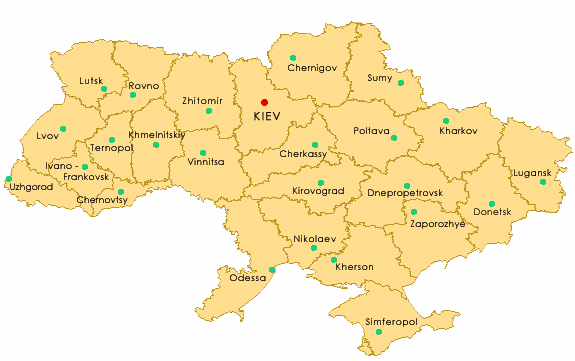 Chernigov
Sumy
Lutsk
Rovno
Zhitomir
KIEV
Kharkov
Poltava
Lvov
Khmelnitskiy
Ternopol
Cherkassy
Vinnitsa
Ivano -
Frankovsk
Lugansk
Uzhgorod
Kirovograd
Dnepropetrovsk
Chernovtsy
Donetsk
Zaporozhye
Nikolaev
Kherson
Odessa
Simferopol